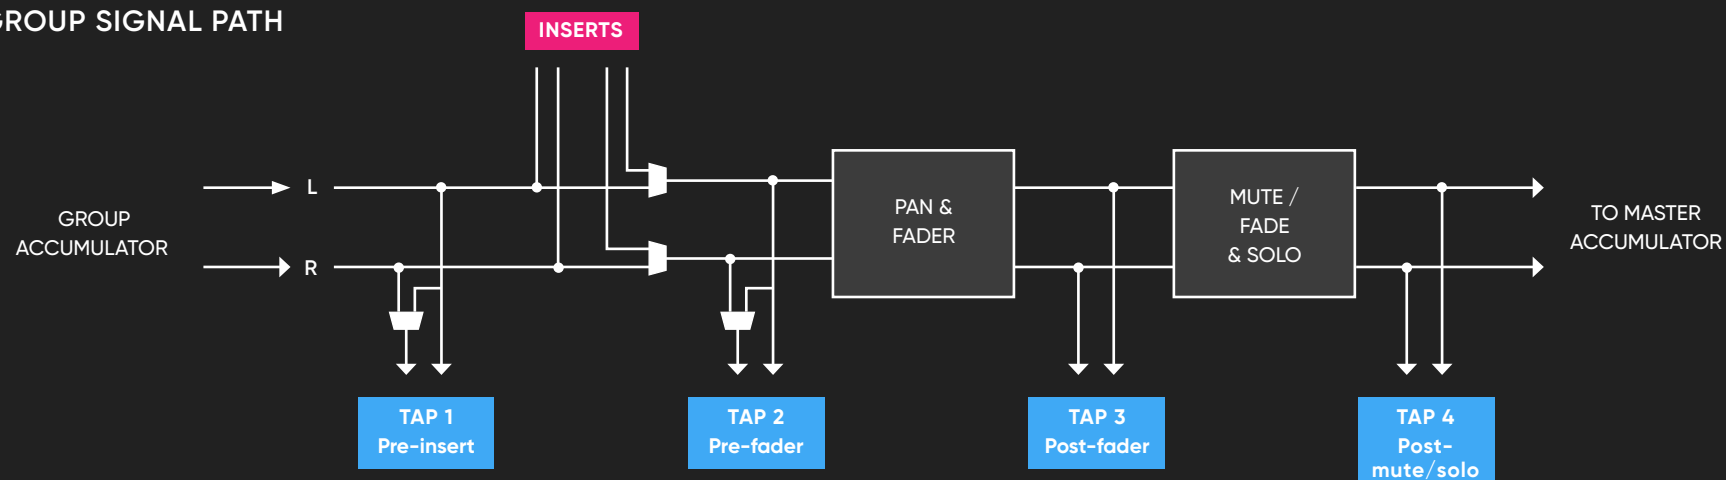 GROUP SIGNAL PATH
INSERTS
L
R
GROUP
ACCUMULATOR
PAN &
FADER
MUTE /
FADE
& SOLO
TO MASTER
ACCUMULATOR
TAP 1
Pre-insert
TAP 2
Pre-fader
TAP 3
Post-fader
TAP 4
Post-
mute/solo